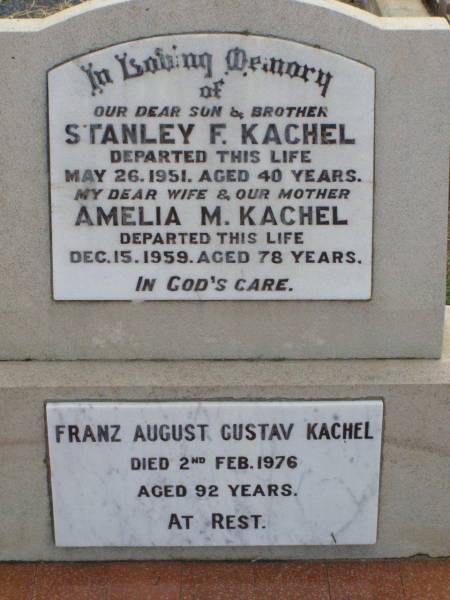 In Loving Memory
of
OUR DEAR SON & BROTHER
STANLEY F. KACHEL
DEPARTED THIS LIFE
MAY 26. 1951. AGED 40 YEARS.
MY DEAR WIFE & OUR MOTHER
AMELIA M. KACHEL
DEPARTED THIS LIFE
DEC. 15. 1959. AGED 78 YEARS.
IN GOD'S CARE.
FRANZ AUGUST GUSTAV KACHEL
DIED 2ND FEB. 1976
AGED 92 YEARS.
AT REST.